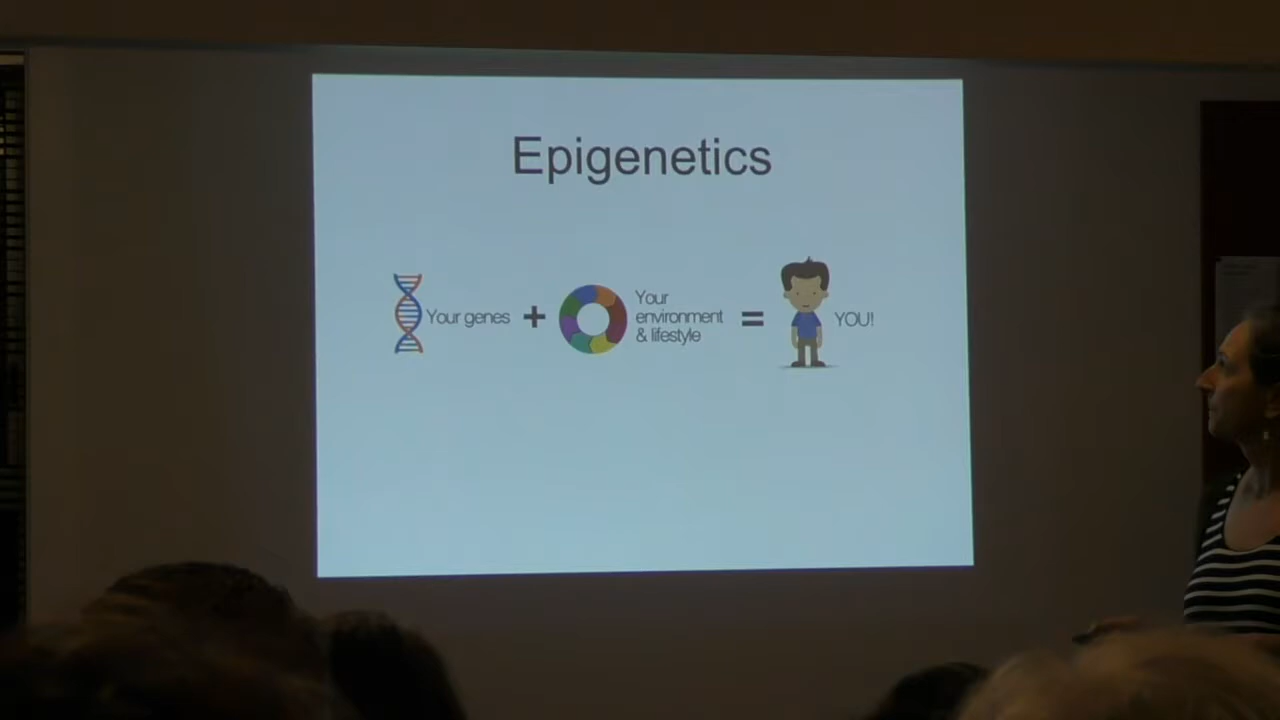 Epigenetics
Your genes + Your
environment
& lifestyle = YOU!